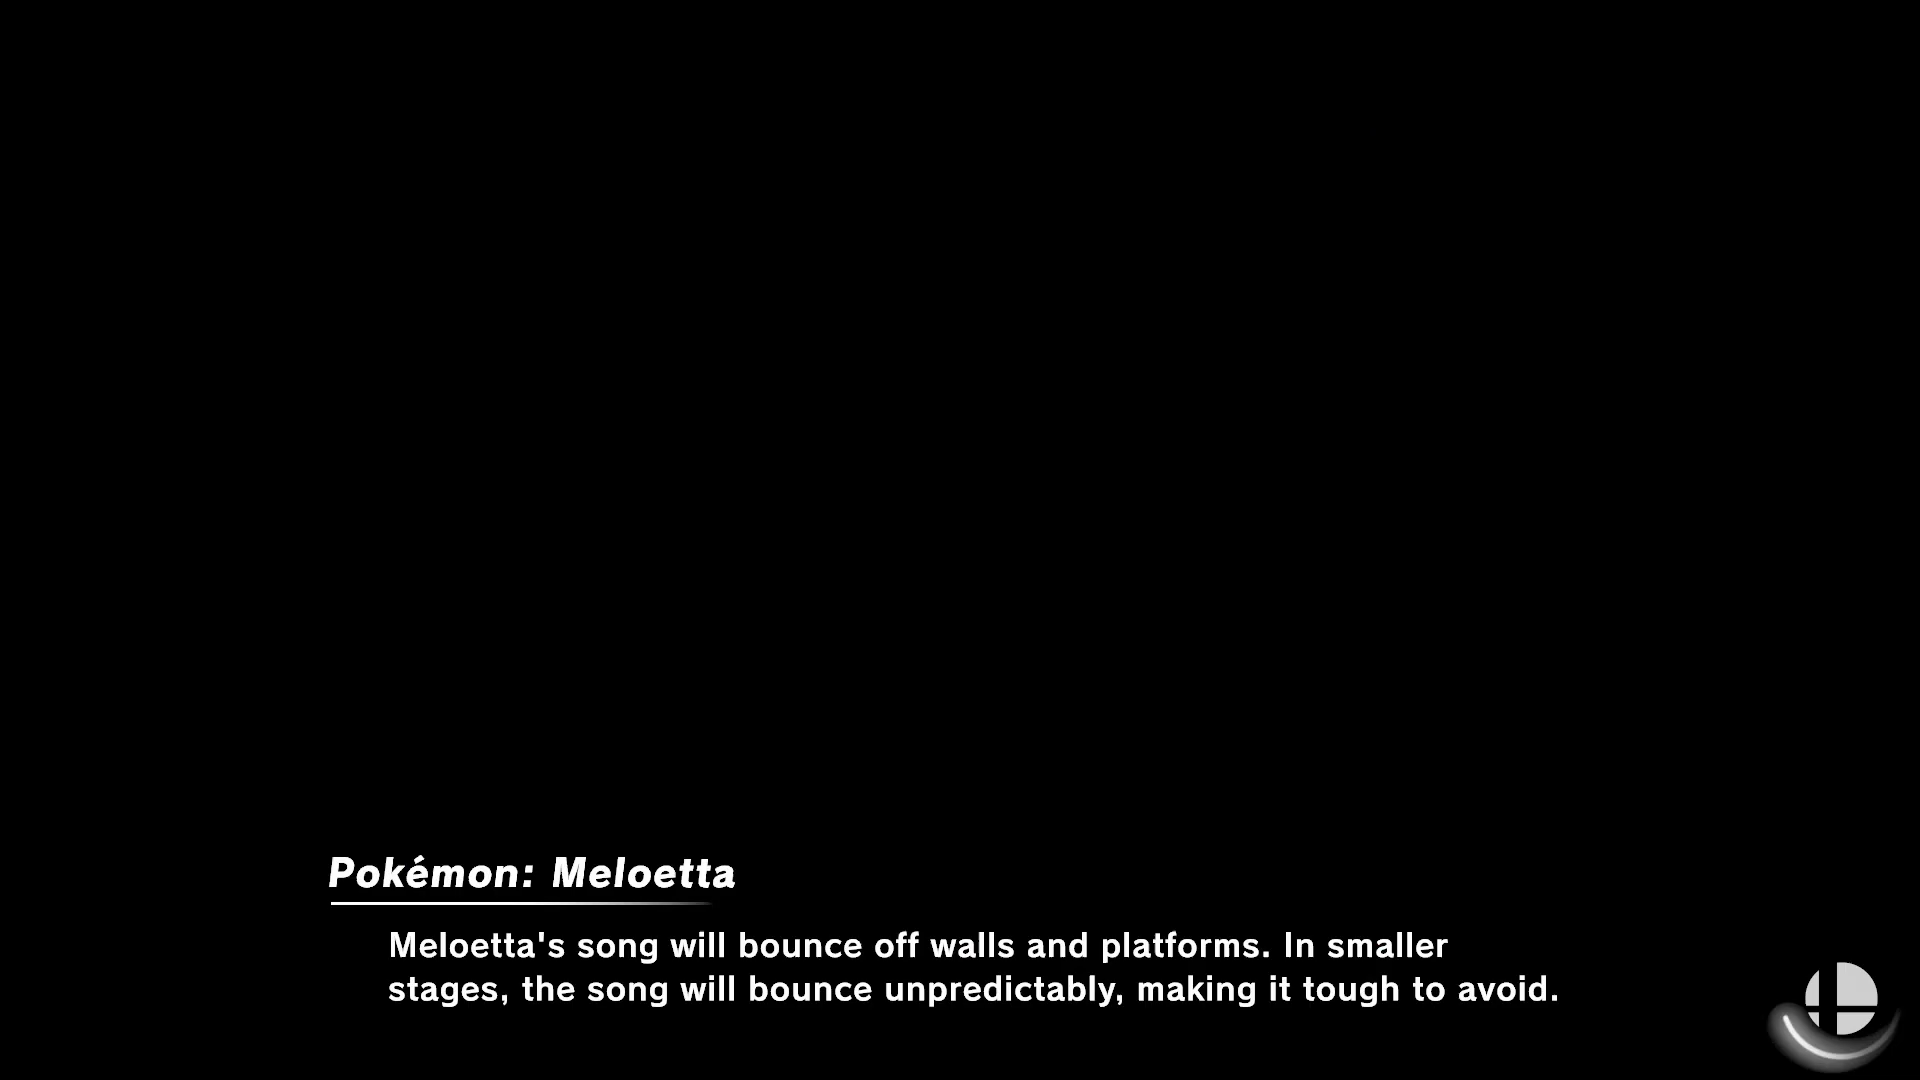 Pokémon: Meloetta
Meloetta's song will bounce off walls and platforms. In smaller
stages, the song will bounce unpredictably, making it tough to avoid.